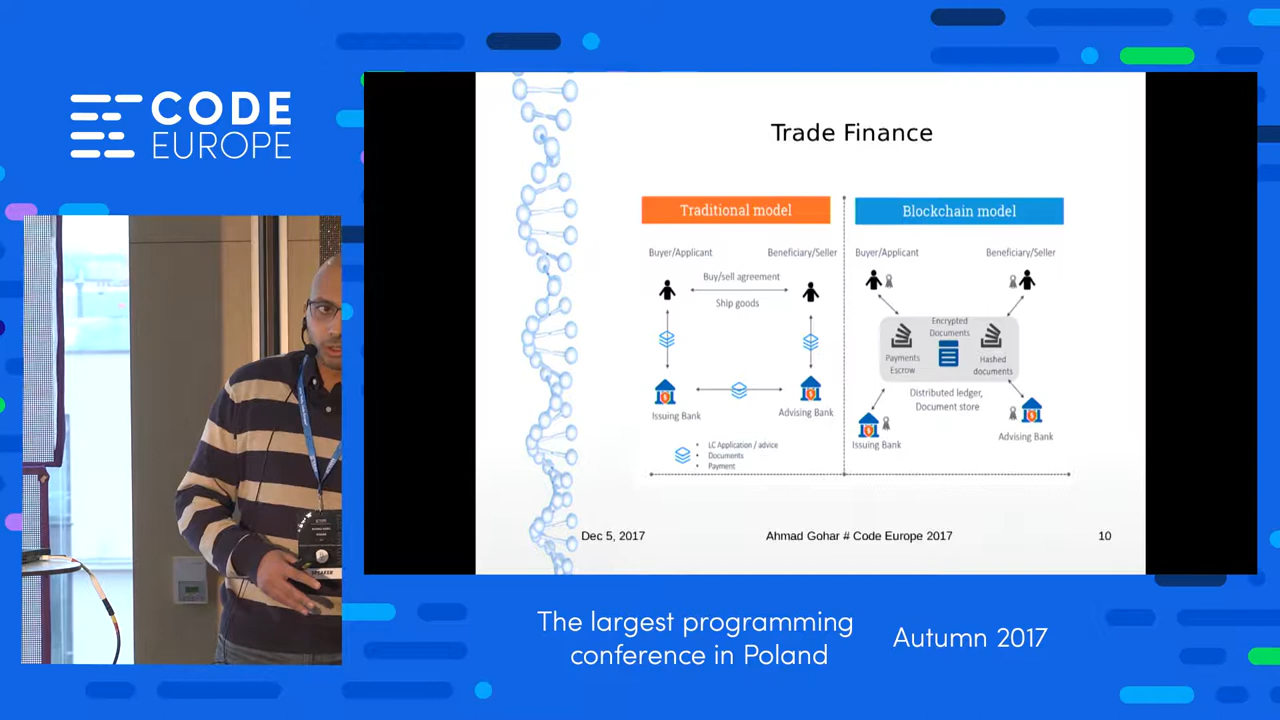 CODE
EUROPE
Trade Finance
Traditional model
Blockchain model
Buyer/Applicant
Beneficiary/Seller
Buy/sell agreement
Ship goods
Issuing Bank
Advising Bank
• LC Application / advice
• Documents
• Payment
Buyer/Applicant
Beneficiary/Seller
Encrypted
Documents
Payments
Escrow
Hashed
documents
Distributed ledger,
Document store
Issuing Bank
Advising Bank
Dec 5, 2017
Ahmad Gohar # Code Europe 2017
10
SPEAKER
The largest programming
conference in Poland
Autumn 2017